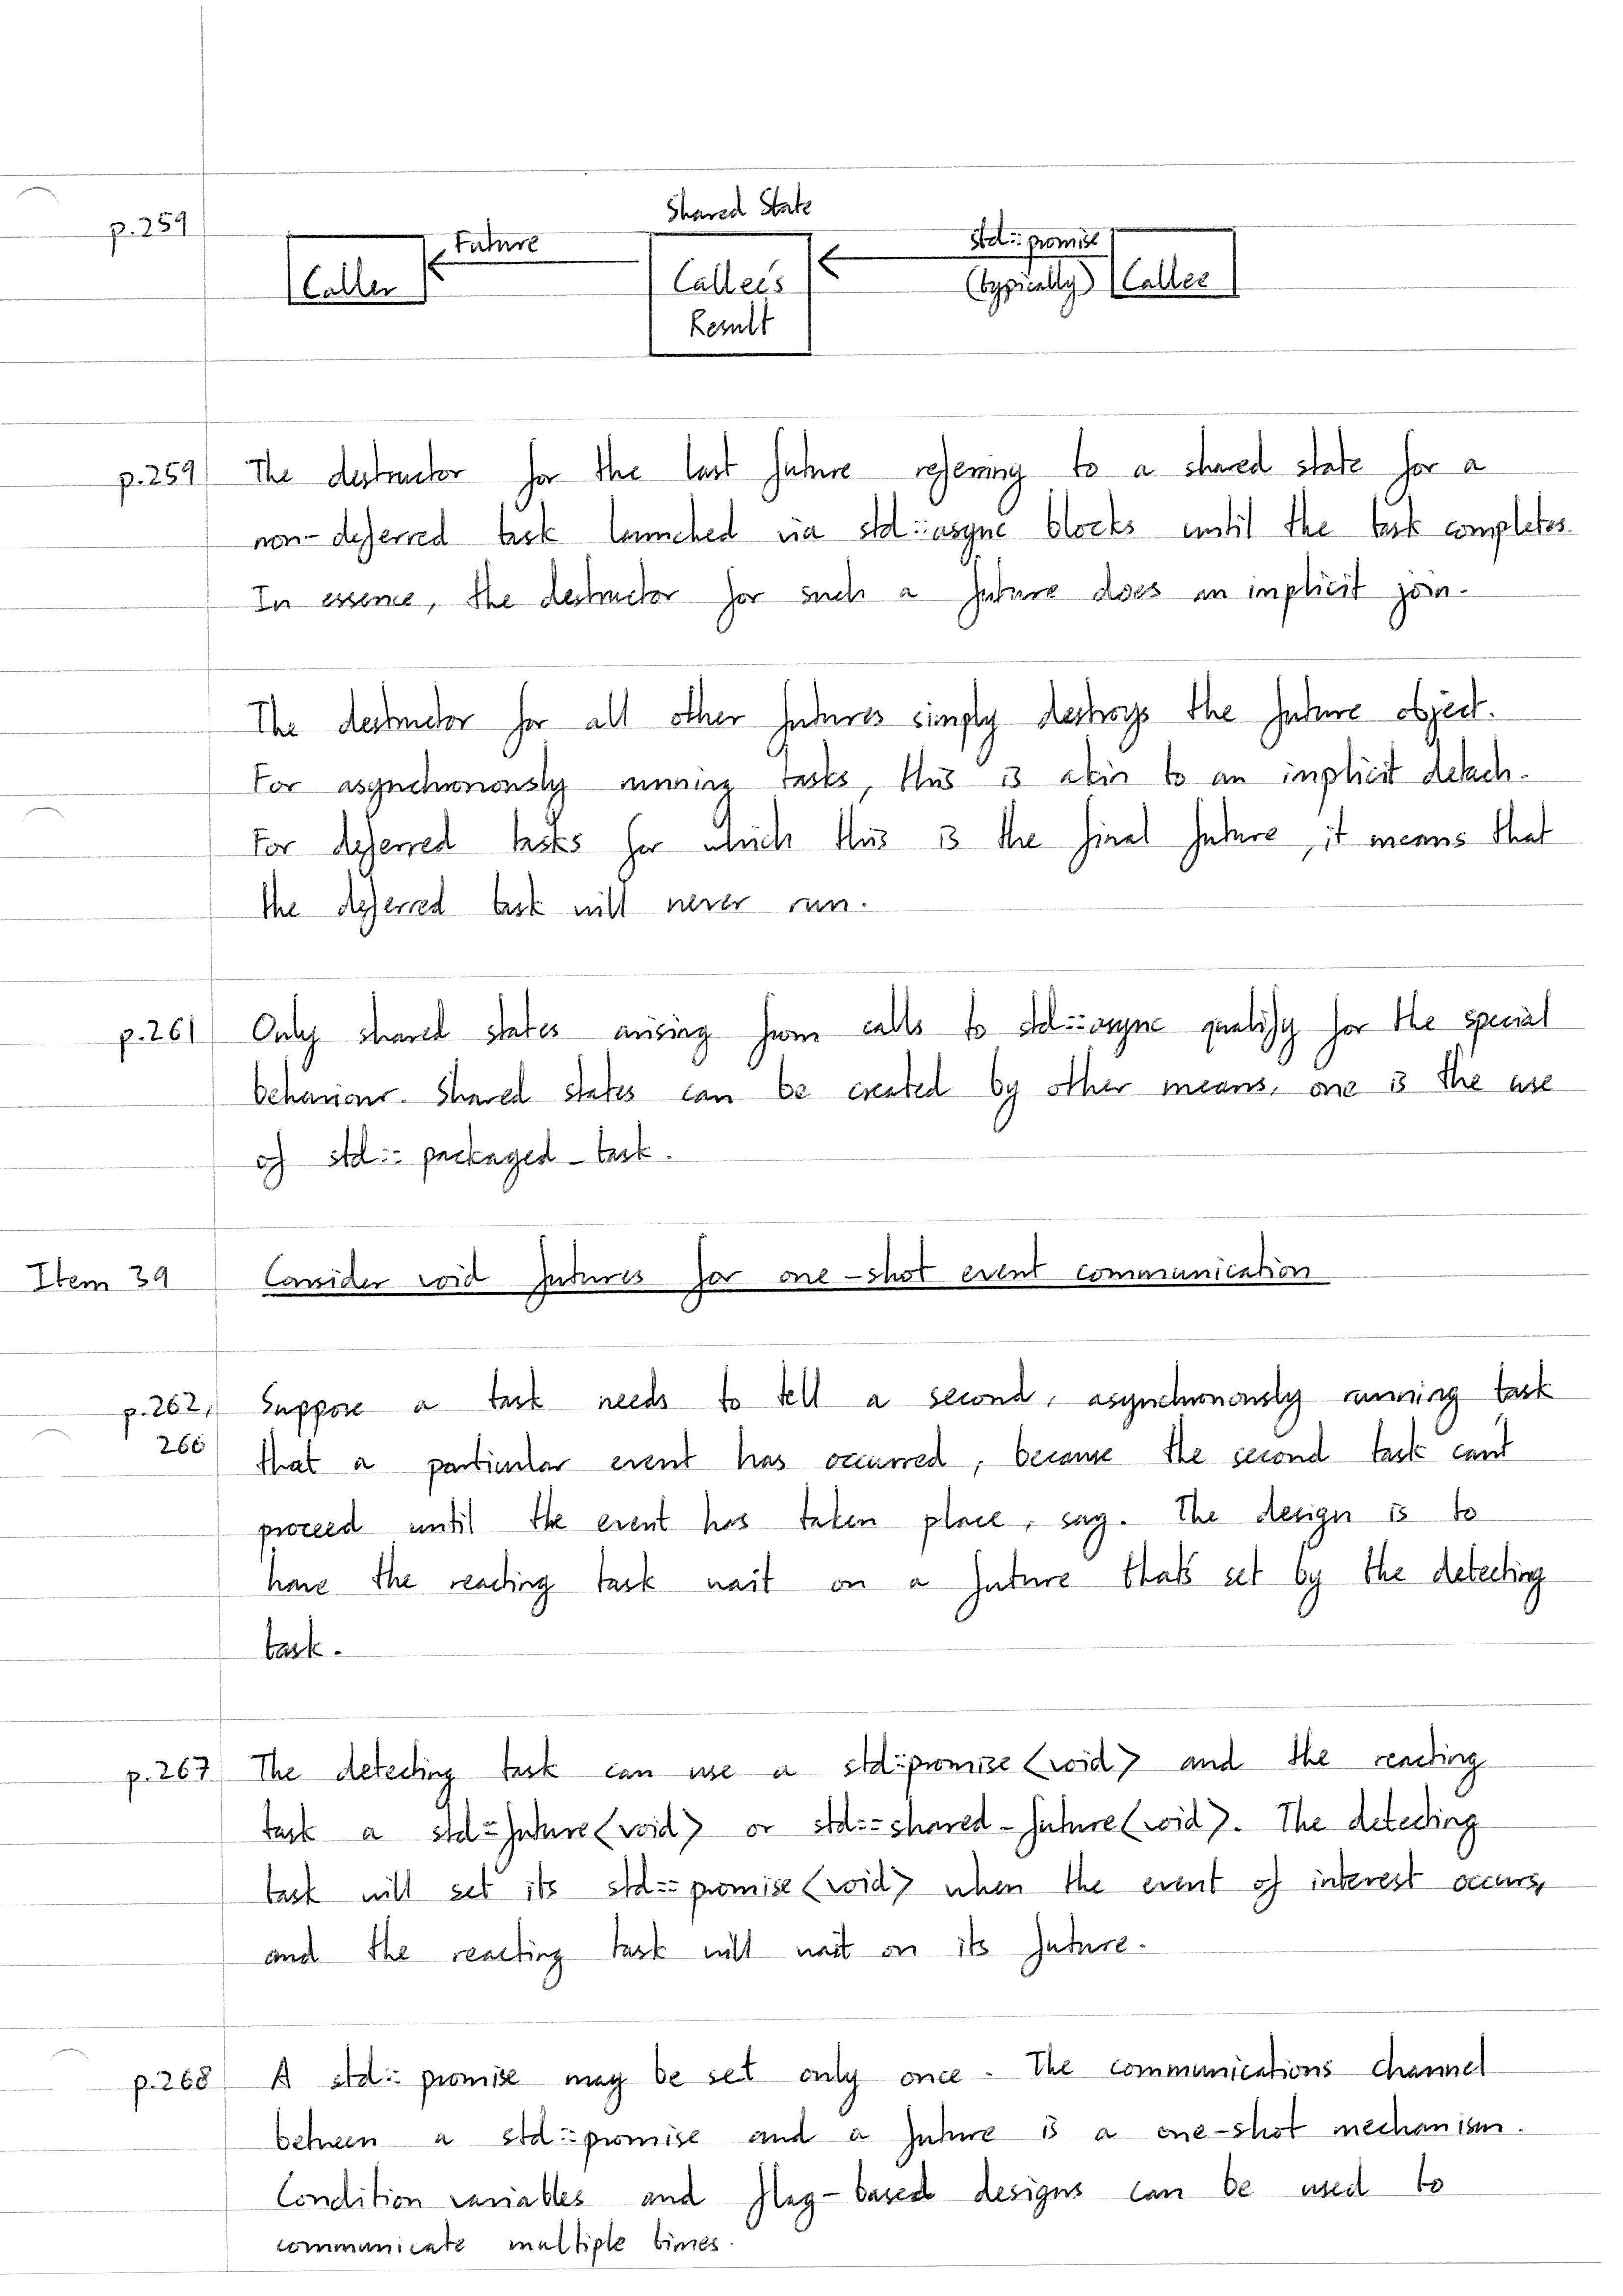 Shared State
p.259
Caller Future Callee's Result std::promise (typically) Callee
p.259 The destructor for the last future referring to a shared state for a
non-deferred task launched via std::async blocks until the task completes.
In essence, the destructor for such a future does an implicit join.
The destructor for all other futures simply destroys the future object.
For asynchronously running tasks, this is akin to an implicit detach.
For deferred tasks for which this is the final future, it means that
the deferred task will never run.
p.261 Only shared states arising from calls to std::async qualify for the special
behaviour. Shared states can be created by other means, one is the use
of std::packaged_task.
Item 39 Consider void futures for one-shot event communication
p.262, Suppose a task needs to tell a second, asynchronously running task
266 that a particular event has occurred, because the second task can't
proceed until the event has taken place, say. The design is to
have the reacting task wait on a future that's set by the detecting
task.
p.267 The detecting task can use a std::promise<void> and the reacting
task a std::future<void> or std::shared_future<void>. The detecting
task will set its std::promise<void> when the event of interest occurs,
and the reacting task will wait on its future.
p.268 A std::promise may be set only once. The communications channel
between a std::promise and a future is a one-shot mechanism.
Condition variables and flag-based designs can be used to
communicate multiple times.